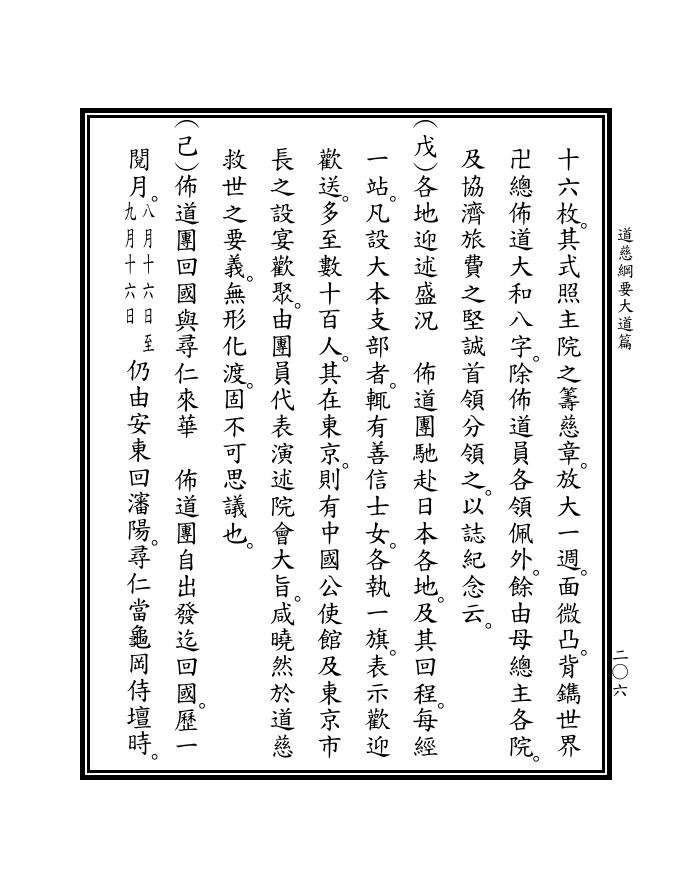 道慈綱要大道篇
二〇六
十六枚。其式照主院之籌慈章。放大一週。面微凸。背鐫世界
卍總佈道大和八字。除佈道員各領佩外。餘由母總主各院。
及協濟旅費之堅誠首領分領之。以誌紀念云。
(戊)各地迎述盛況　佈道團馳赴日本各地。及其回程。每經
一站。凡設大本支部者。輒有善信士女。各執一旗。表示歡迎
歡送。多至數十百人。其在東京。則有中國公使館及東京市
長之設宴歡聚。由團員代表演述院會大旨。咸曉然於道慈
救世之要義。無形化渡。固不可思議也。
(己)佈道團回國與尋仁來華　佈道團自出發迄回國。歷一
閱月。八月十六日至九月十六日　仍由安東回瀋陽。尋仁當龜岡侍壇時。